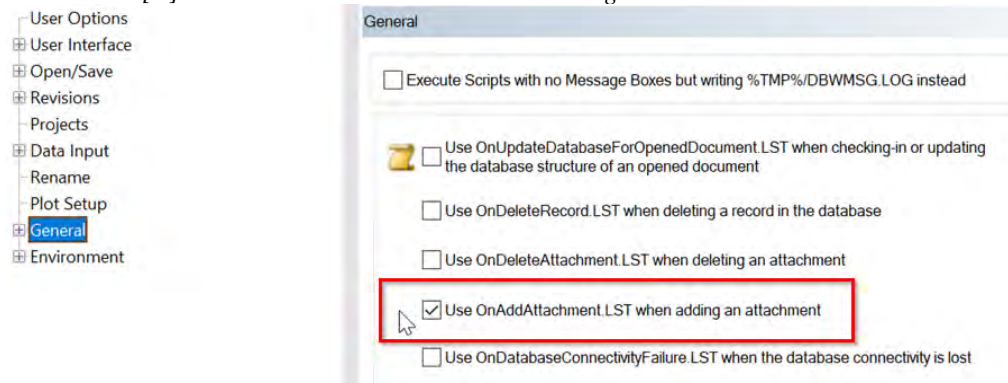 User Options
User Interface
Open/Save
Revisions
Projects
Data Input
Rename
Plot Setup
General
Environment
General
Execute Scripts with no Message Boxes but writing %TMP%/DBWMSG.LOG instead
Use OnUpdateDatabaseForOpenedDocument.LST when checking-in or updating
the database structure of an opened document
Use OnDeleteRecord.LST when deleting a record in the database
Use OnDeleteAttachment.LST when deleting an attachment
Use OnAddAttachment.LST when adding an attachment
Use OnDatabaseConnectivityFailure.LST when the database connectivity is lost